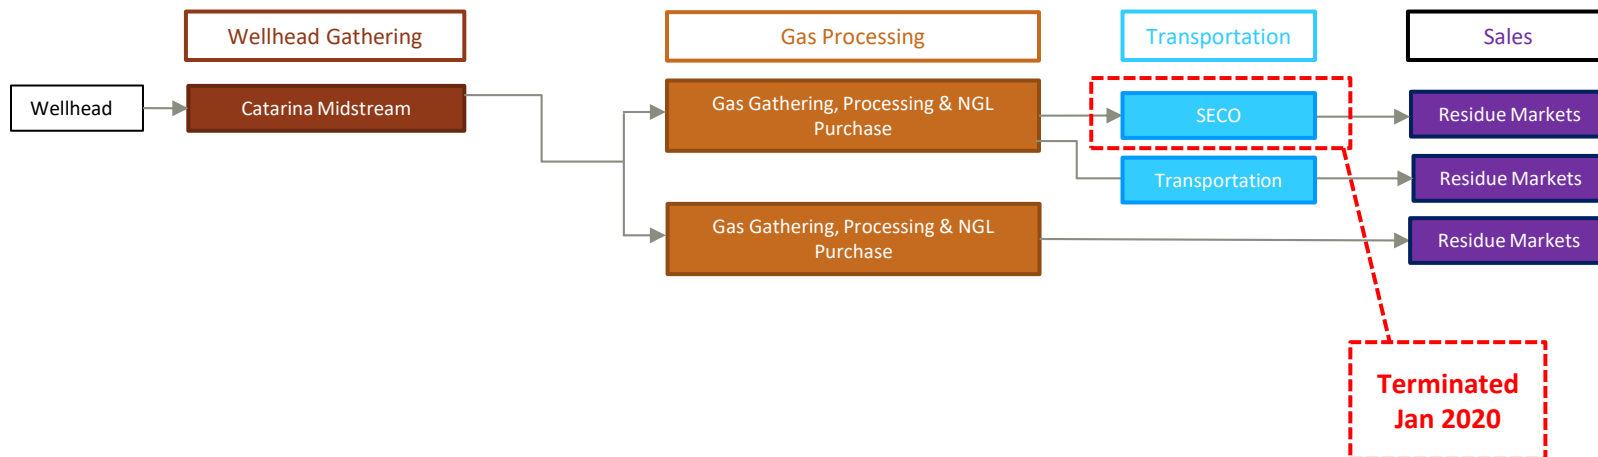 Wellhead Gathering
Gas Processing
Transportation
Sales
Wellhead
Catarina Midstream
Gas Gathering, Processing & NGL
Purchase
SECO
Residue Markets
Transportation
Residue Markets
Gas Gathering, Processing & NGL
Purchase
Residue Markets
Terminated
Jan 2020